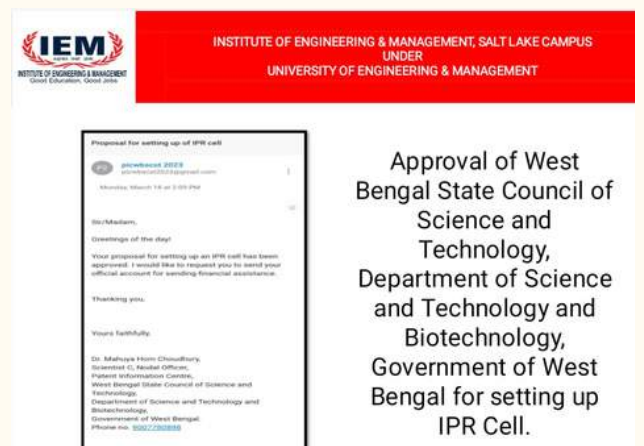 IEM
INSTITUTE OF ENGINEERING & MANAGEMENT
Good Education, Good Jobs
INSTITUTE OF ENGINEERING & MANAGEMENT, SALT LAKE CAMPUS
UNDER
UNIVERSITY OF ENGINEERING & MANAGEMENT
Proposal for setting up of IPR cell
picwbscst 2023
picwbscst2023@gmail.com
Monday, March 18 at 2:05 PM
Sir/Madam,
Greetings of the day!
Your proposal for setting up an IPR cell has been
approved. I would like to request you to send your
official account for sending financial assistance.
Thanking you,
Yours faithfully,
Dr. Mahuya Hom Choudhury,
Scientist C, Nodal Officer,
Patent Information Centre,
West Bengal State Council of Science and
Technology,
Department of Science and Technology and
Biotechnology,
Government of West Bengal.
Phone no.
Approval of West
Bengal State Council of
Science and
Technology,
Department of Science
and Technology and
Biotechnology,
Government of West
Bengal for setting up
IPR Cell.